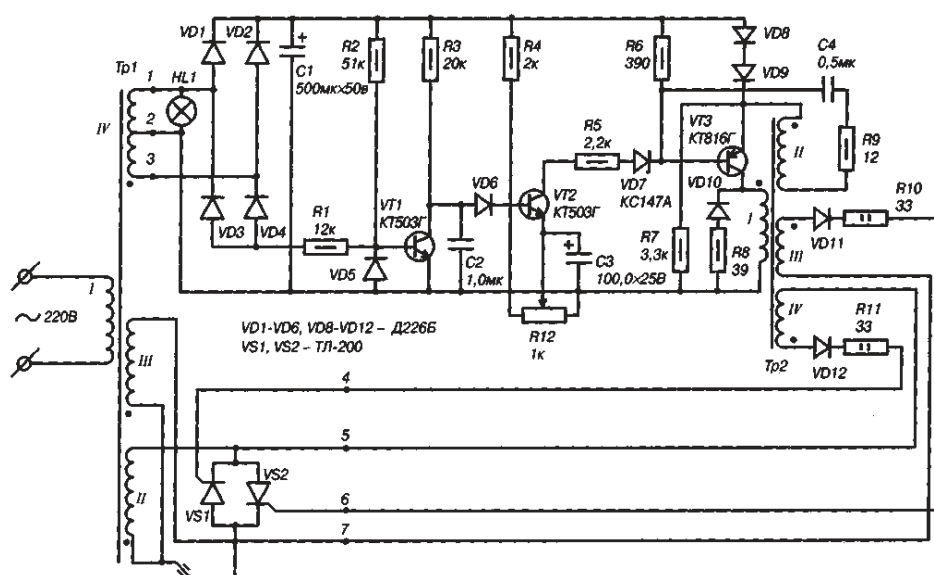 VD1
VD2
Тр1
1
HL1
IV
2
3
+
C1
500мк×50в
R2
51к
R3
20к
R4
2к
R6
390
VD8
VD9
C4
0,5мк
R5
2,2к
VT3
КТ816Г
II
R9
12
VD3
VD4
R1
12к
VT1
КТ503Г
VD6
VT2
КТ503Г
VD7
КС147А
VD10
I
R10
33
VD5
C2
1,0мк
+
C3
100,0×25В
R7
3,3к
R8
39
VD11
III
I
~ 220В
VD1-VD6, VD8-VD12 – Д226Б
VS1, VS2 – ТЛ-200
R12
1к
IV
R11
33
Тр2
VD12
III
4
5
II
VS2
VS1
6
7